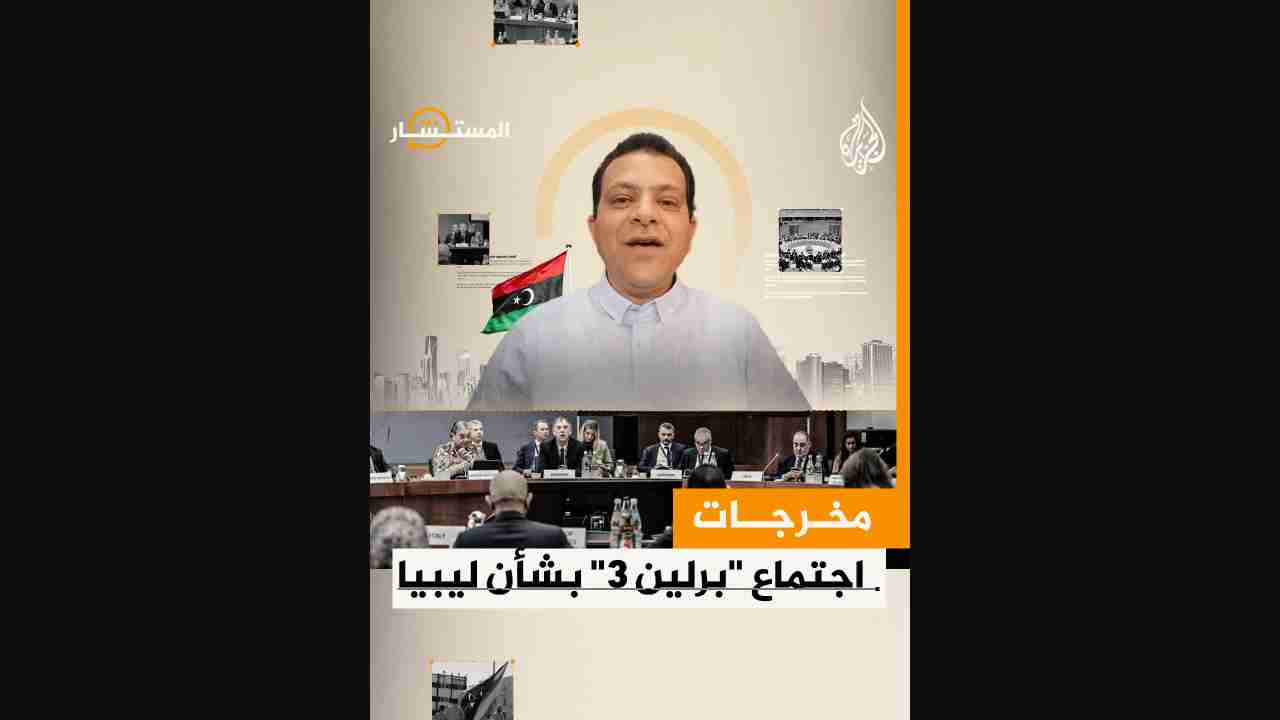 المستشار
الجزيرة
مخرجات
اجتماع "برلين 3" بشأن ليبيا